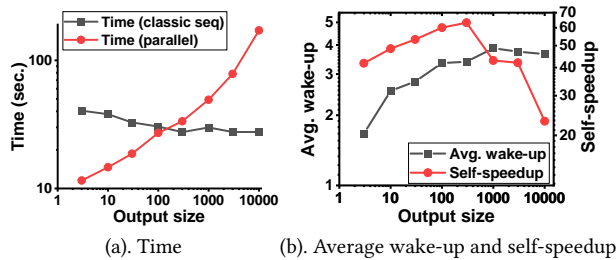 Time (classic seq)
Time (parallel)
Time (sec.)
100
10
1 10 100 1000 10000
Output size
(a). Time
Avg. wake-up
5
4
3
2
1
70
60
50
40
30
20
Self-speedup
Avg. wake-up
Self-speedup
1 10 100 1000 10000
Output size
(b). Average wake-up and self-speedup